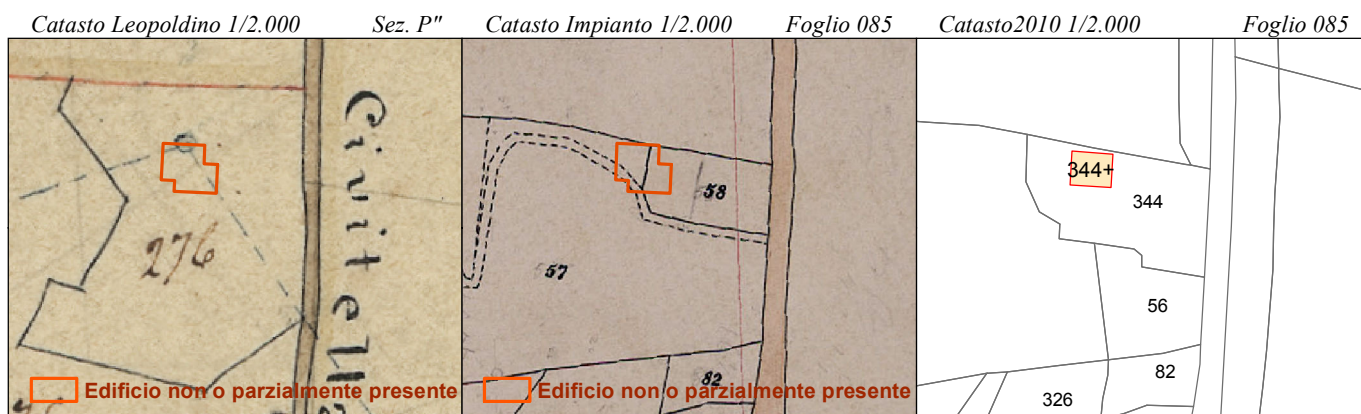 Catasto Leopoldino 1/2.000 Sez. P"
Catasto Impianto 1/2.000 Foglio 085
Catasto2010 1/2.000 Foglio 085
276
Edificio non o parzialmente presente
58
57
82
Edificio non o parzialmente presente
344+
344
56
82
326